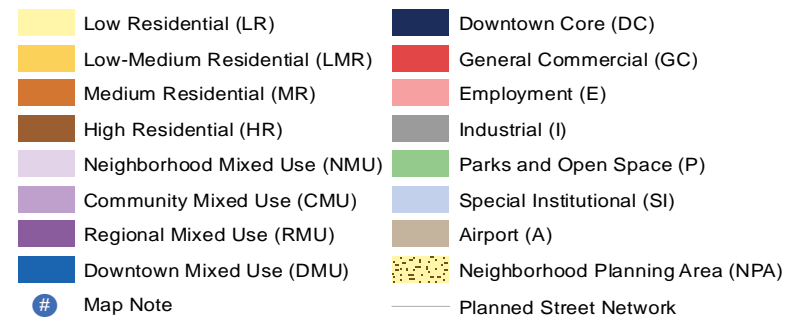 Low Residential (LR)
Low-Medium Residential (LMR)
Medium Residential (MR)
High Residential (HR)
Neighborhood Mixed Use (NMU)
Community Mixed Use (CMU)
Regional Mixed Use (RMU)
Downtown Mixed Use (DMU)
# Map Note
Downtown Core (DC)
General Commercial (GC)
Employment (E)
Industrial (I)
Parks and Open Space (P)
Special Institutional (SI)
Airport (A)
Neighborhood Planning Area (NPA)
Planned Street Network